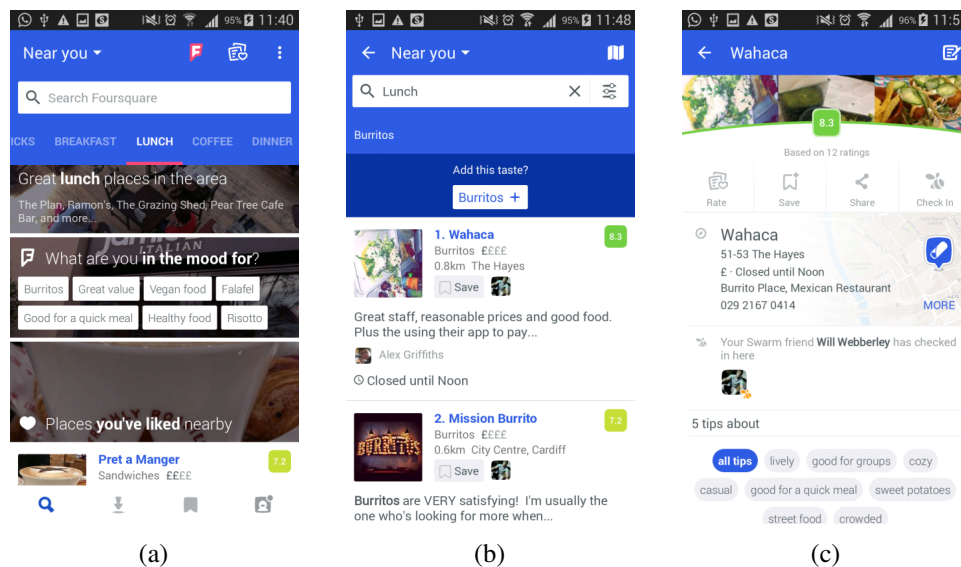 95% 11:40
Near you
Search Foursquare
CKS BREAKFAST LUNCH COFFEE DINNER
Great lunch places in the area
The Plan, Ramon's, The Grazing Shed, Pear Tree Cafe
Bar, and more...
ITALIAN
What are you in the mood for?
Burritos Great value Vegan food Falafel
Good for a quick meal Healthy food Risotto
Places you've liked nearby
Pret a Manger
7.2
Sandwiches ££££
(a)
95% 11:48
Near you
Lunch
Burritos
Add this taste?
Burritos +
1. Wahaca
8.3
Burritos ££££
0.8km The Hayes
Save
Great staff, reasonable prices and good food.
Plus the using their app to pay...
Alex Griffiths
Closed until Noon
2. Mission Burrito
7.2
Burritos ££££
0.6km City Centre, Cardiff
Save
BURRITOS
Burritos are VERY satisfying! I'm usually the
one who's looking for more when...
(b)
96% 11:5
Wahaca
8.3
Based on 12 ratings
Rate Save Share Check In
Wahaca
51-53 The Hayes
£ · Closed until Noon
Burrito Place, Mexican Restaurant
029 2167 0414
MORE
Your Swarm friend Will Webberley has checked
in here
5 tips about
all tips lively good for groups cozy
casual good for a quick meal sweet potatoes
street food crowded
(c)